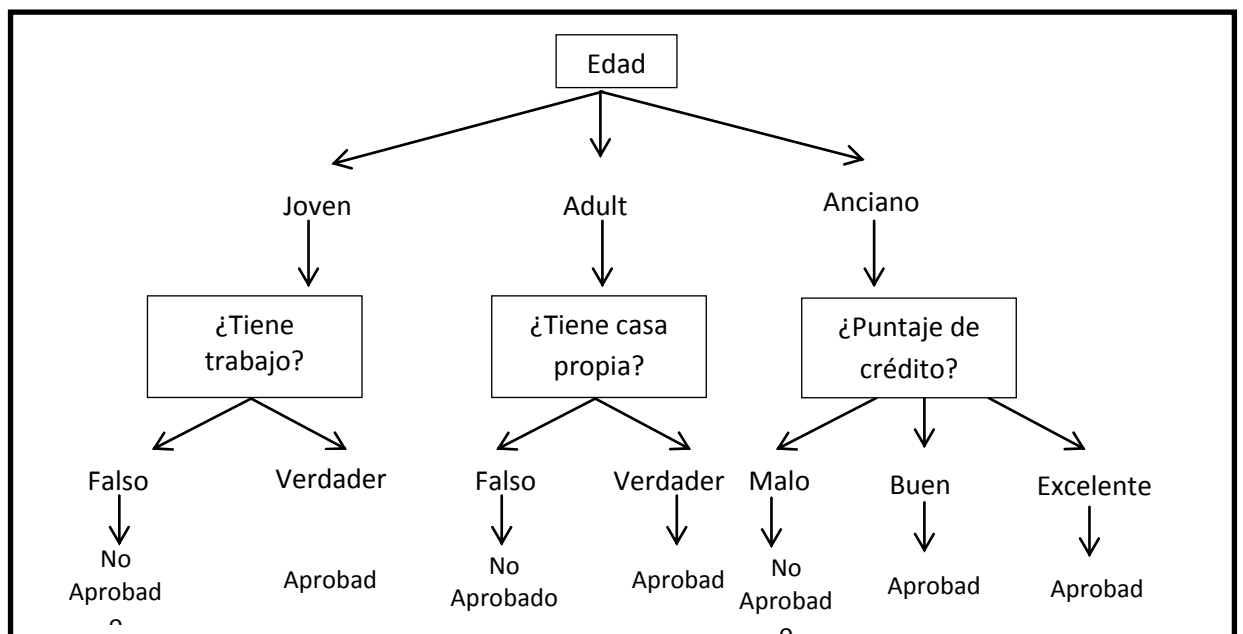 Edad
Joven
Adult
Anciano
¿Tiene
trabajo?
¿Tiene casa
propia?
¿Puntaje de
crédito?
Falso
Verdader
Falso
Verdader
Malo
Buen
Excelente
No
Aprobad
o
Aprobad
No
Aprobado
Aprobad
No
Aprobad
o
Aprobad
Aprobad